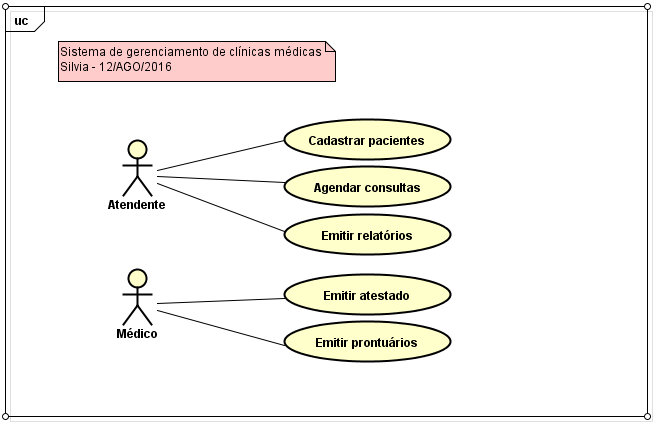 uc
Sistema de gerenciamento de clínicas médicas
Silvia - 12/AGO/2016
Cadastrar pacientes
Agendar consultas
Atendente
Emitir relatórios
Emitir atestado
Médico
Emitir prontuários